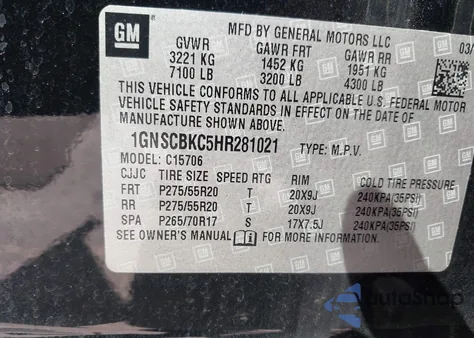 GM
MFD BY GENERAL MOTORS LLC 03/
GVWR GAWR FRT GAWR RR
3221 KG 1452 KG 1951 KG
7100 LB 3200 LB 4300 LB
THIS VEHICLE CONFORMS TO ALL APPLICABLE U.S. FEDERAL MOTOR
VEHICLE SAFETY STANDARDS IN EFFECT ON THE DATE OF
MANUFACTURE SHOWN ABOVE.
1GNSCBKC5HR281021 TYPE: M.P.V.
MODEL: C15706
CJJC TIRE SIZE SPEED RTG RIM COLD TIRE PRESSURE
FRT P275/55R20 T 20X9J 240KPA(35PSI)
RR P275/55R20 T 20X9J 240KPA(35PSI)
SPA P265/70R17 17X7.5J 240KPA(35PSI)
SEE OWNER'S MANUAL FOR MORE INFORMATION
AutoShop